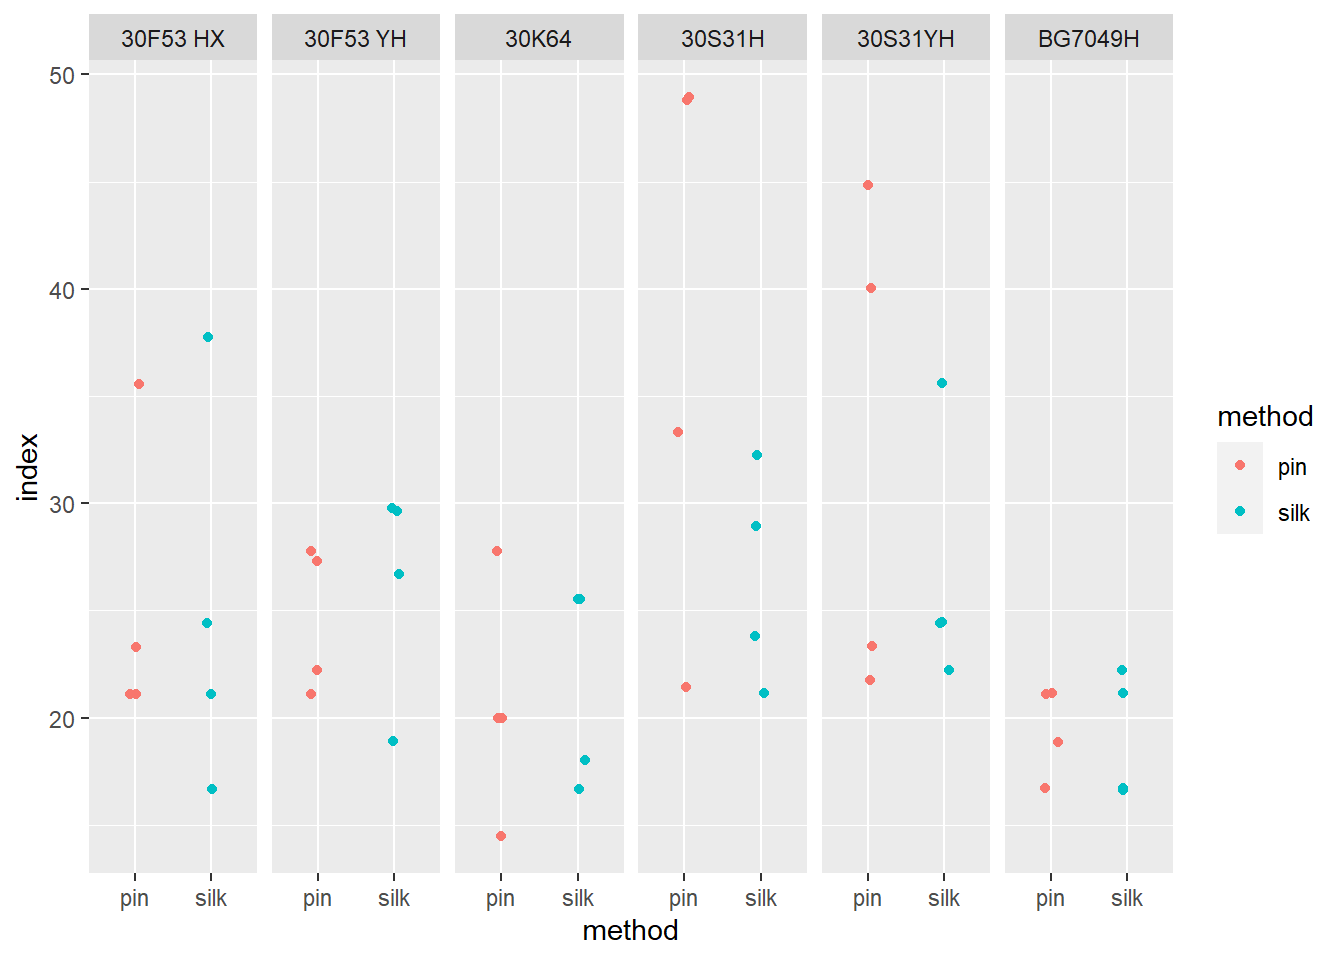 30F53 HX 30F53 YH 30K64 30S31H 30S31YH BG7049H
50
40
30
20
index
pin silk pin silk pin silk pin silk pin silk pin silk
method
method
pin
silk